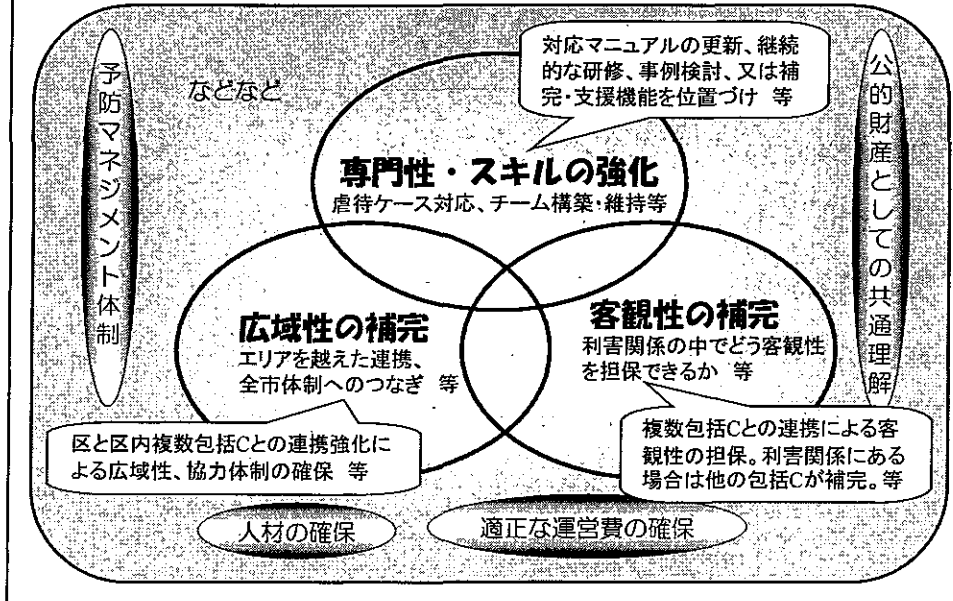 対応マニュアルの更新、継続
的な研修、事例検討、又は補
完・支援機能を位置づけ 等
などなど
予防マネジメント体制
公的財産としての共通理解
専門性・スキルの強化
虐待ケース対応、チーム構築・維持等
広域性の補完
エリアを越えた連携、
全市体制へのつなぎ 等
客観性の補完
利害関係の中でどう客観性
を担保できるか 等
区と区内複数包括Cとの連携強化に
よる広域性、協力体制の確保 等
複数包括Cとの連携による客
観性の担保。利害関係にある
場合は他の包括Cが補完。等
人材の確保
適正な運営費の確保